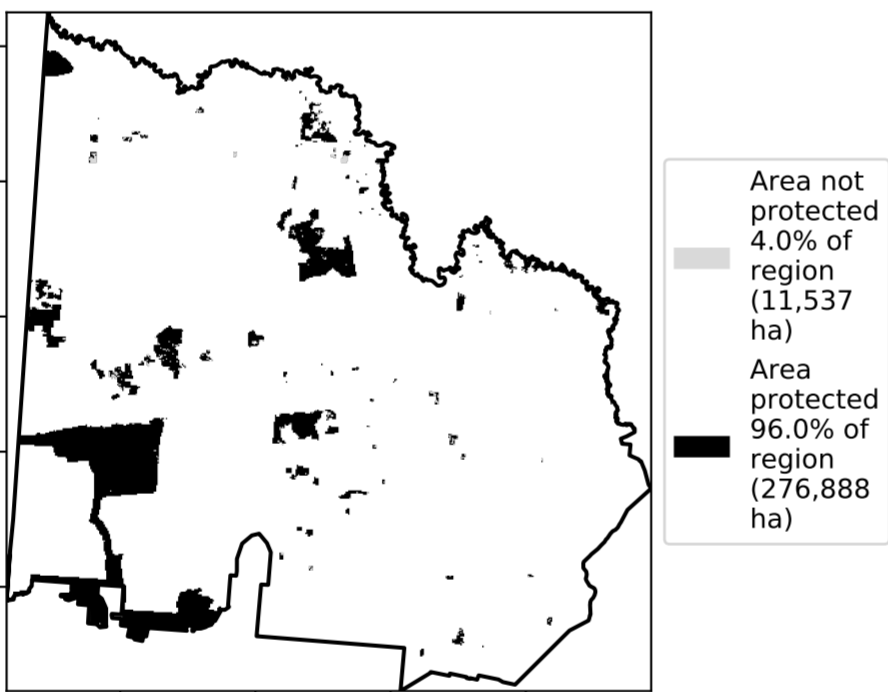 Area not
protected
4.0% of
region
(11,537
ha)
Area
protected
96.0% of
region
(276,888
ha)